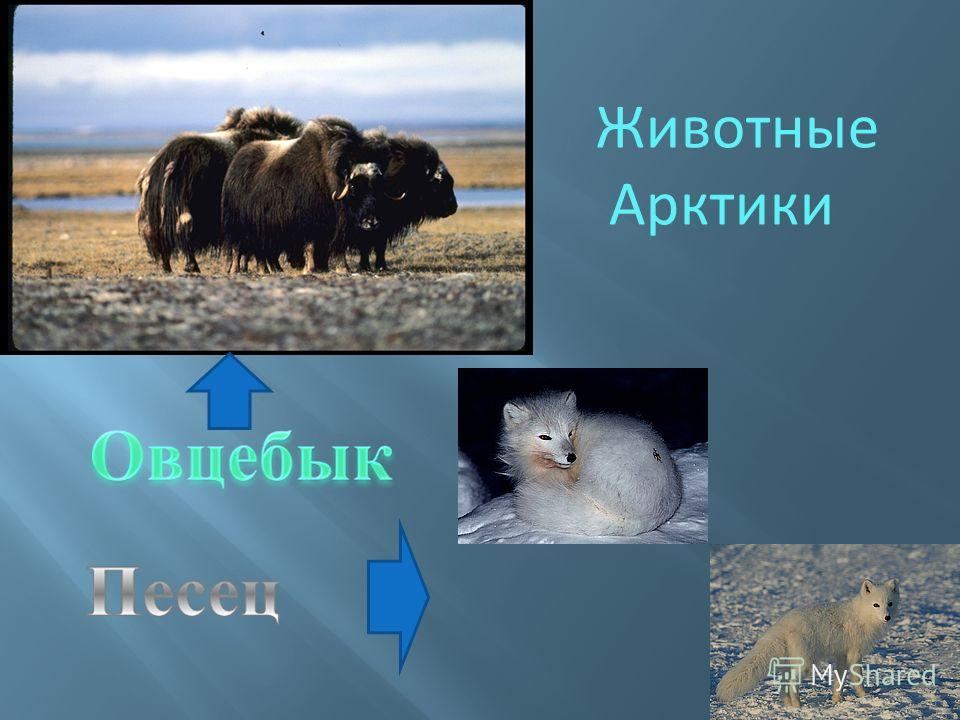 Животные
Арктики
Овцебык
Песец
MyShared